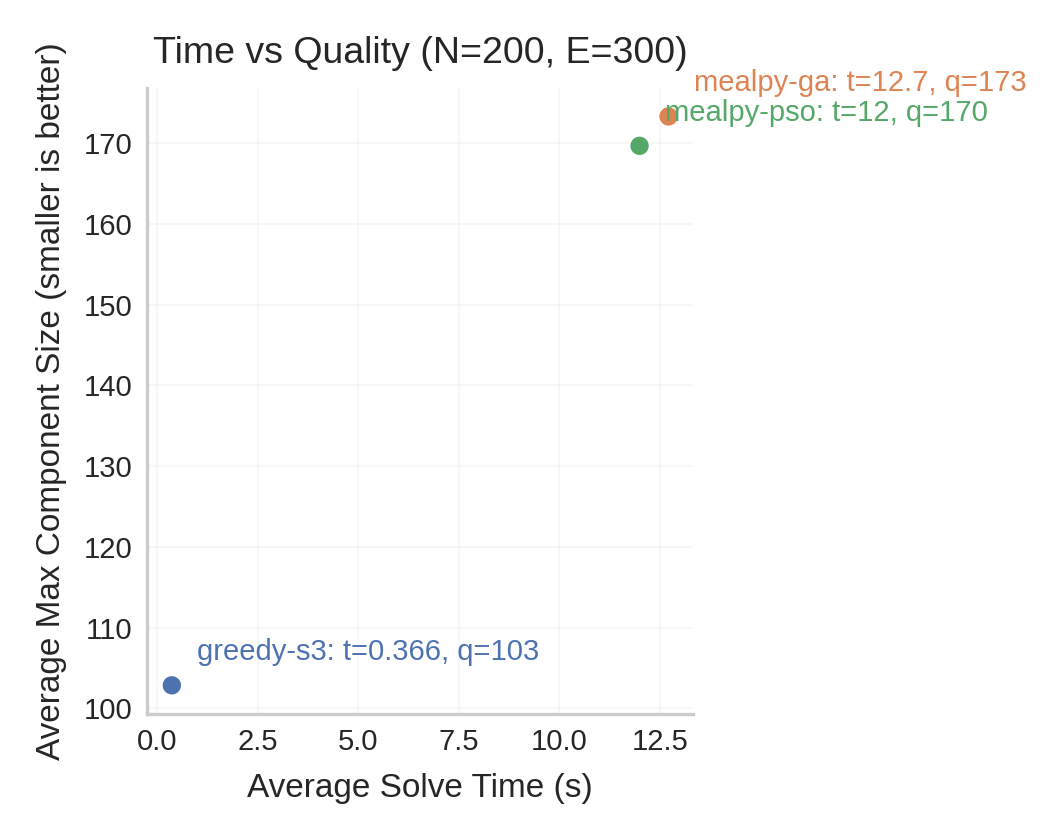 Time vs Quality (N=200, E=300)
mealpy-ga: t=12.7, q=173
mealpy-pso: t=12, q=170
Average Max Component Size (smaller is better)
170
160
150
140
130
120
110
100
greedy-s3: t=0.366, q=103
0.0 2.5 5.0 7.5 10.0 12.5
Average Solve Time (s)